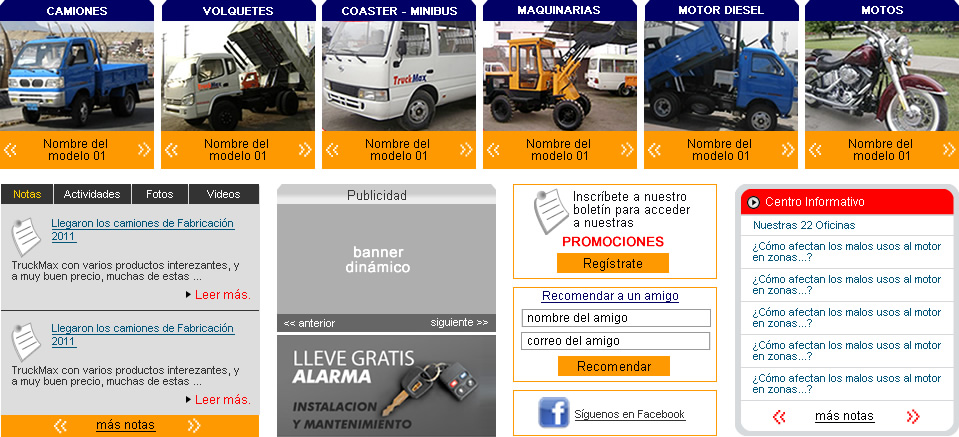 CAMIONES
VOLQUETES
COASTER - MINIBUS
MAQUINARIAS
MOTOR DIESEL
MOTOS
TruckMax
TruckMax
Nombre del
modelo 01
Nombre del
modelo 01
Nombre del
modelo 01
Nombre del
modelo 01
Nombre del
modelo 01
Nombre del
modelo 01
Notas
Actividades
Fotos
Videos
Llegaron los camiones de Fabricación
2011
TruckMax con varios productos interezantes, y
a muy buen precio, muchas de estas ...
Leer más.
Llegaron los camiones de Fabricación
2011
TruckMax con varios productos interezantes, y
a muy buen precio, muchas de estas ...
Leer más.
más notas
Publicidad
banner
dinámico
<< anterior
siguiente >>
LLEVE GRATIS
ALARMA
INSTALACION
Y MANTENIMIENTO
Inscríbete a nuestro
boletín para acceder
a nuestras
PROMOCIONES
Regístrate
Recomendar a un amigo
nombre del amigo
correo del amigo
Recomendar
Síguenos en Facebook
Centro Informativo
Nuestras 22 Oficinas
¿Cómo afectan los malos usos al motor
en zonas...?
¿Cómo afectan los malos usos al motor
en zonas...?
¿Cómo afectan los malos usos al motor
en zonas...?
¿Cómo afectan los malos usos al motor
en zonas...?
¿Cómo afectan los malos usos al motor
en zonas...?
más notas